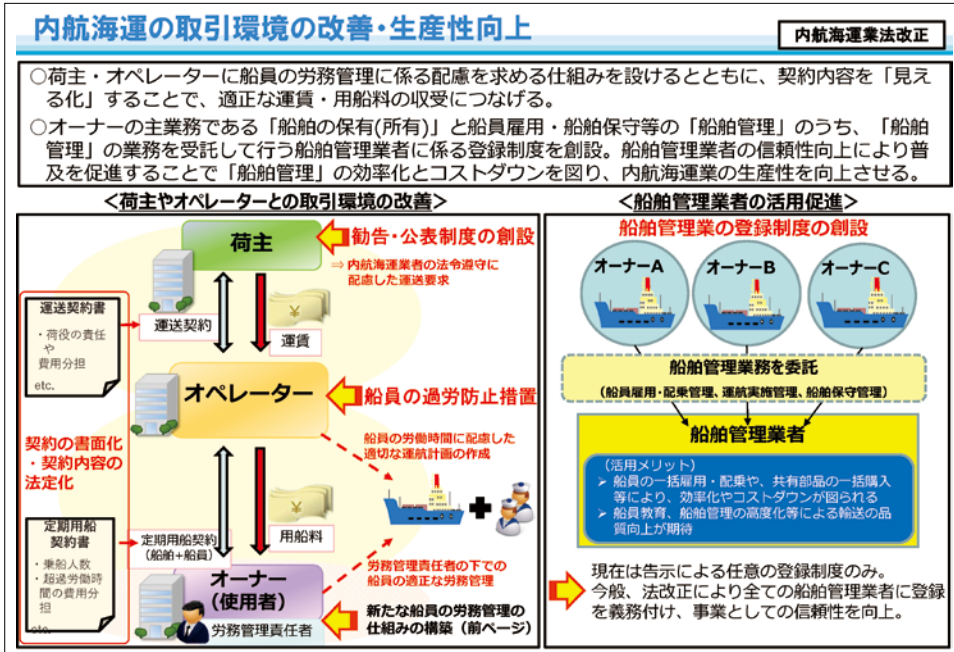 内航海運の取引環境の改善・生産性向上
内航海運業法改正
○荷主・オペレーターに船員の労務管理に係る配慮を求める仕組みを設けるとともに、契約内容を「見え
る化」することで、適正な運賃・用船料の収受につなげる。
○オーナーの主業務である「船舶の保有(所有)」と船員雇用・船舶保守等の「船舶管理」のうち、「船舶
管理」の業務を受託して行う船舶管理業者に係る登録制度を創設。船舶管理業者の信頼性向上により普
及を促進することで「船舶管理」の効率化とコストダウンを図り、内航海運業の生産性を向上させる。
<荷主やオペレーターとの取引環境の改善>
荷主
勧告・公表制度の創設
⇒ 内航海運業者の法令遵守に
配慮した運送要求
運送契約書
・荷役の責任
や
費用分担
etc.
運送契約
¥
運賃
オペレーター
船員の過労防止措置
契約の書面化
・契約内容の
法定化
船員の労働時間に配慮した
適切な運航計画の作成
定期用船
契約書
・乗船人数
・超過労働時
間の費用分
担
etc.
定期用船契約
(船舶+船員)
¥
用船料
労務管理責任者の下での
船員の適正な労務管理
オーナー
(使用者)
労務管理責任者
新たな船員の労務管理の
仕組みの構築(前ページ)
<船舶管理業者の活用促進>
船舶管理業の登録制度の創設
オーナーA
オーナーB
オーナーC
船舶管理業務を委託
(船員雇用・配乗管理、運航実施管理、船舶保守管理)
船舶管理業者
(活用メリット)
➢ 船員の一括雇用・配乗や、共有部品の一括購入
等により、効率化やコストダウンが図られる
➢ 船員教育、船舶管理の高度化等による輸送の品
質向上が期待
現在は告示による任意の登録制度のみ。
今般、法改正により全ての船舶管理業者に登録
を義務付け、事業としての信頼性を向上。